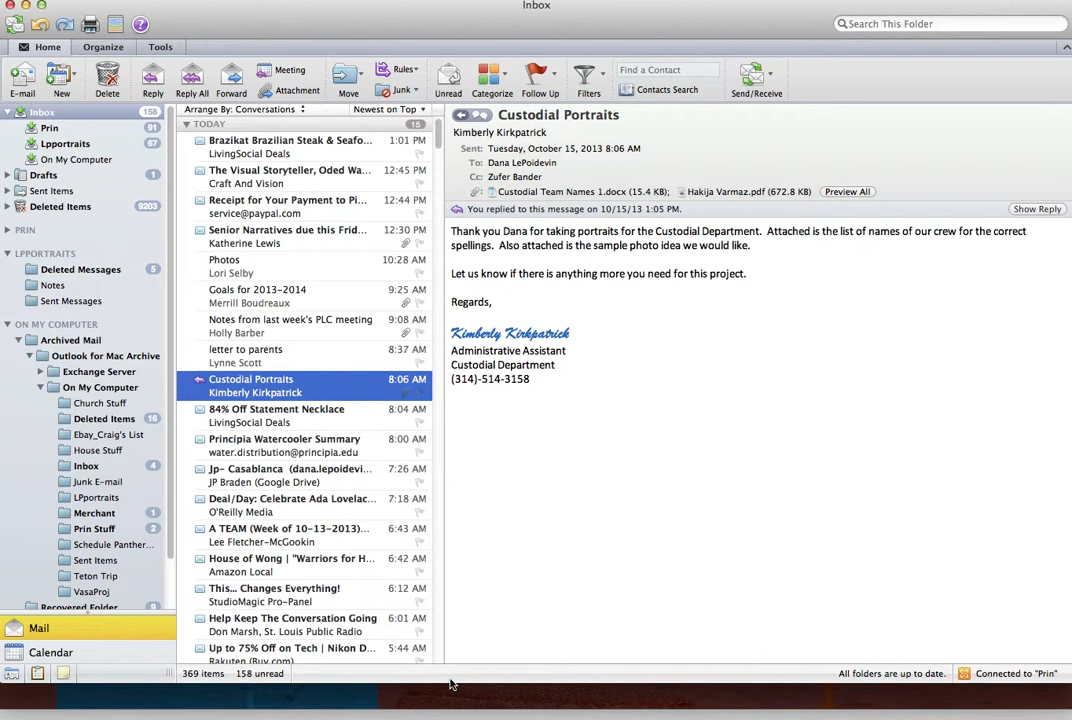 Inbox
Search This Folder
Home
Organize
Tools
E-mail
New
Delete
Reply
Reply All
Forward
Meeting
Attachment
Move
Rules
Junk
Unread
Categorize
Follow Up
Filters
Find a Contact
Contacts Search
Send/Receive
Inbox 158
Prin 91
Lpportraits 67
On My Computer
Drafts 1
Sent Items
Deleted Items 9203
PRIN
LPPORTRAITS
Deleted Messages 5
Notes
Sent Messages
ON MY COMPUTER
Archived Mail
Outlook for Mac Archive
Exchange Server
On My Computer
Church Stuff
Deleted Items 16
Ebay_Craig's List
House Stuff
Inbox 4
Junk E-mail
LPportraits
Merchant 1
Prin Stuff 2
Schedule Panther...
Sent Items
Teton Trip
VasaProj
Recovered Folder 9
Mail
Calendar
Arrange By: Conversations
Newest on Top
TODAY 15
Brazikat Brazilian Steak & Seafo... 1:01 PM
LivingSocial Deals
The Visual Storyteller, Oded Wa... 12:45 PM
Craft And Vision
Receipt for Your Payment to Pi... 12:44 PM
service@paypal.com
Senior Narratives due this Frid... 12:30 PM
Katherine Lewis
Photos 10:28 AM
Lori Selby
Goals for 2013-2014 9:25 AM
Merrill Boudreaux
Notes from last week's PLC meeting 9:08 AM
Holly Barber
letter to parents 8:37 AM
Lynne Scott
Custodial Portraits 8:06 AM
Kimberly Kirkpatrick
84% Off Statement Necklace 8:04 AM
LivingSocial Deals
Principia Watercooler Summary 8:00 AM
water.distribution@principia.edu
Jp- Casablanca (dana.lepoidevi... 7:26 AM
JP Braden (Google Drive)
Deal/Day: Celebrate Ada Lovelac... 7:18 AM
O'Reilly Media
A TEAM (Week of 10-13-2013)... 6:43 AM
Lee Fletcher-McGookin
House of Wong | "Warriors for H... 6:42 AM
Amazon Local
This... Changes Everything! 6:12 AM
StudioMagic Pro-Panel
Help Keep The Conversation Going 6:01 AM
Don Marsh, St. Louis Public Radio
Up to 75% Off on Tech | Nikon D... 5:44 AM
Rakuten (Buy.com)
Custodial Portraits
Kimberly Kirkpatrick
Sent: Tuesday, October 15, 2013 8:06 AM
To: Dana LePoidevin
Cc: Zufer Bander
Custodial Team Names 1.docx (15.4 KB); Hakija Varmaz.pdf (672.8 KB) Preview All
You replied to this message on 10/15/13 1:05 PM. Show Reply
Thank you Dana for taking portraits for the Custodial Department. Attached is the list of names of our crew for the correct
spellings. Also attached is the sample photo idea we would like.
Let us know if there is anything more you need for this project.
Regards,
Kimberly Kirkpatrick
Administrative Assistant
Custodial Department
(314)-514-3158
369 items 158 unread
All folders are up to date.
Connected to "Prin"